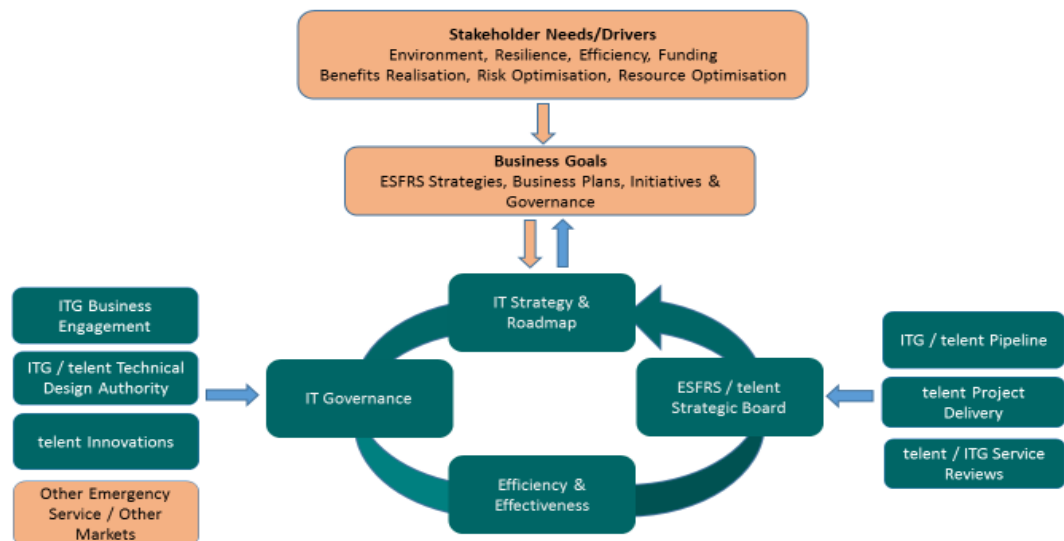 Stakeholder Needs/Drivers
Environment, Resilience, Efficiency, Funding
Benefits Realisation, Risk Optimisation, Resource Optimisation
Business Goals
ESFRS Strategies, Business Plans, Initiatives &
Governance
IT Strategy &
Roadmap
ITG Business
Engagement
ITG / telent Technical
Design Authority
telent Innovations
Other Emergency
Service / Other
Markets
IT Governance
ESFRS / telent
Strategic Board
Efficiency &
Effectiveness
ITG / telent Pipeline
telent Project
Delivery
telent / ITG Service
Reviews